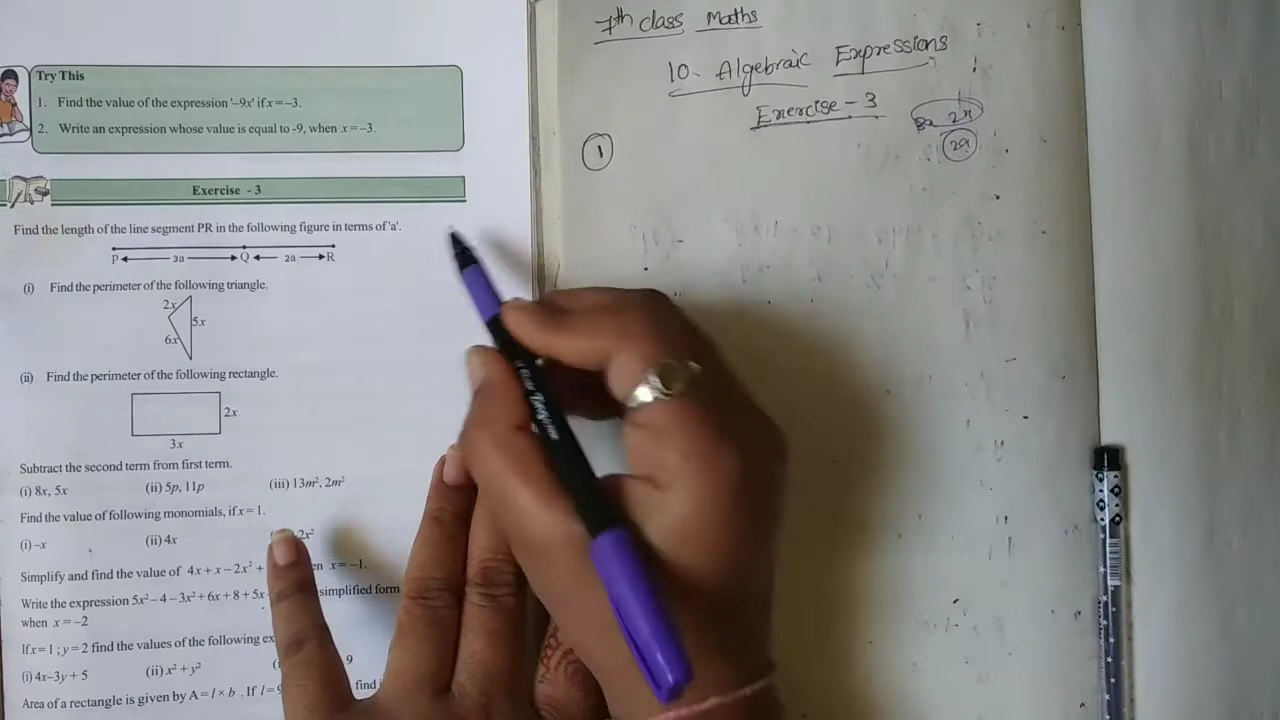 Try This
1. Find the value of the expression '–9x' if x = –3.
2. Write an expression whose value is equal to -9, when x = –3.
Exercise - 3
Find the length of the line segment PR in the following figure in terms of 'a'.
P 3a Q 2a R
(i) Find the perimeter of the following triangle.
2x
5x
6x
(ii) Find the perimeter of the following rectangle.
2x
3x
Subtract the second term from first term.
(i) 8x, 5x (ii) 5p, 11p (iii) 13m², 2m²
Find the value of following monomials, if x = 1.
(i) –x (ii) 4x 2x²
Simplify and find the value of 4x + x – 2x² + x = –1.
Write the expression 5x² – 4 – 3x² + 6x + 8 + 5x simplified form
when x = –2
If x = 1 ; y = 2 find the values of the following
(i) 4x–3y + 5 (ii) x² + y² 9
Area of a rectangle is given by A = l × b . If l = 9 find
7th class Maths
10. Algebraic Expressions
Exercise - 3
1
2x